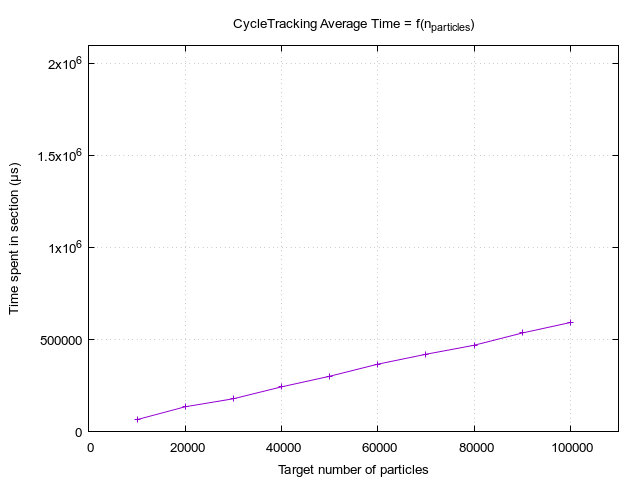 CycleTracking Average Time = f(nparticles)
2x10^6
1.5x10^6
1x10^6
500000
0
Time spent in section (µs)
0 20000 40000 60000 80000 100000
Target number of particles